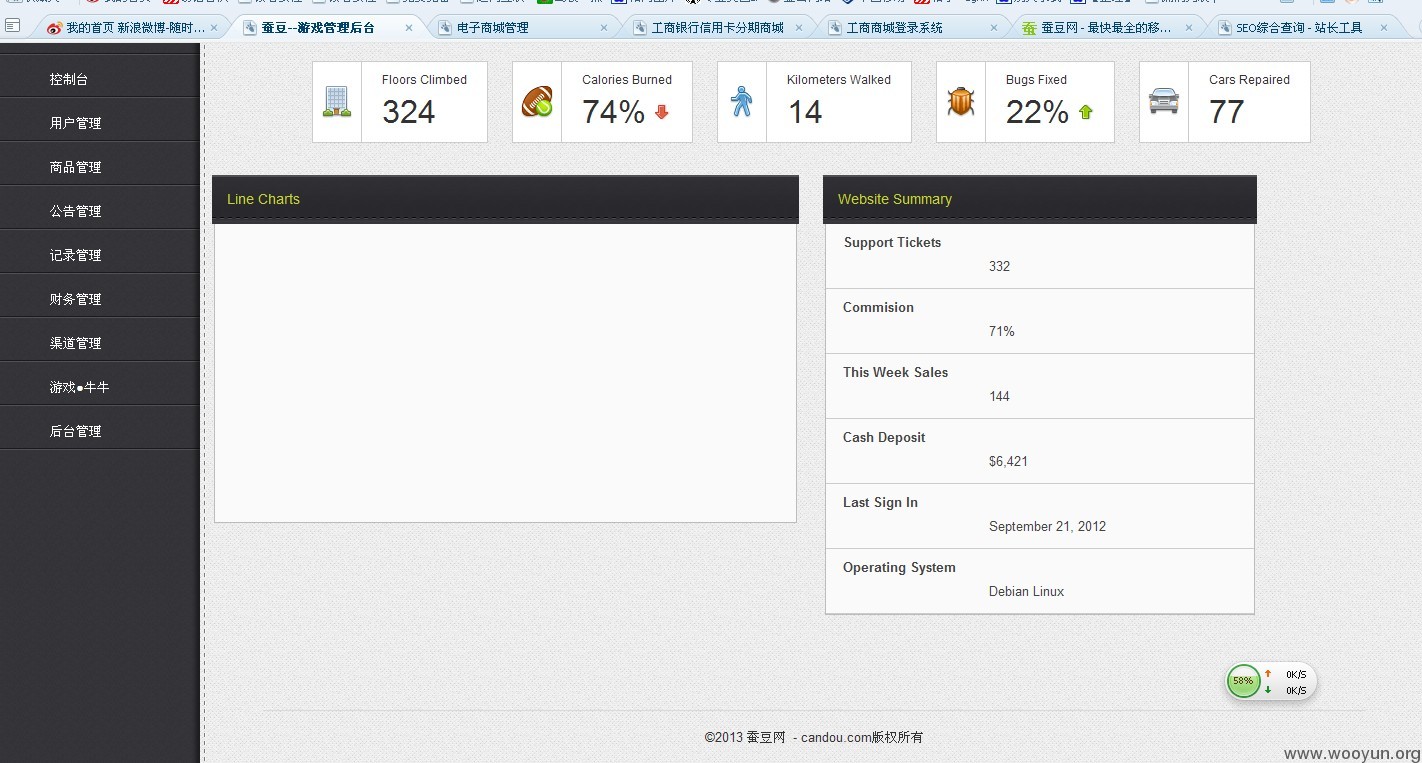 我的首页 新浪微博-随时...
蚕豆--游戏管理后台
电子商城管理
工商银行信用卡分期商城
工商商城登录系统
蚕豆网 - 最快最全的移...
SEO综合查询 - 站长工具
控制台
用户管理
商品管理
公告管理
记录管理
财务管理
渠道管理
游戏●牛牛
后台管理
Floors Climbed
324
Calories Burned
74%
Kilometers Walked
14
Bugs Fixed
22%
Cars Repaired
77
Line Charts
Website Summary
Support Tickets
332
Commision
71%
This Week Sales
144
Cash Deposit
$6,421
Last Sign In
September 21, 2012
Operating System
Debian Linux
58%
0K/S
0K/S
©2013 蚕豆网 - candou.com版权所有
www.wooyun.org